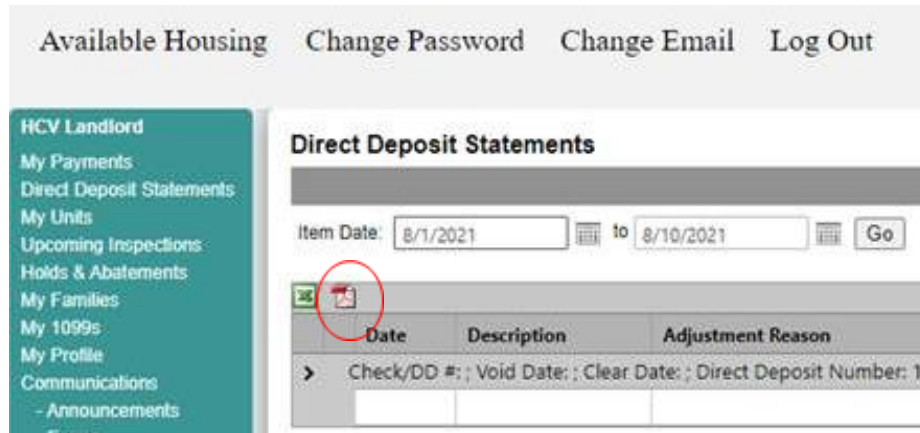 Available Housing Change Password Change Email Log Out
HCV Landlord
My Payments
Direct Deposit Statements
My Units
Upcoming Inspections
Holds & Abatements
My Families
My 1099s
My Profile
Communications
- Announcements
Direct Deposit Statements
Item Date: 8/1/2021 to 8/10/2021 Go
Date Description Adjustment Reason
Check/DD #: ; Void Date: ; Clear Date: ; Direct Deposit Number: 1